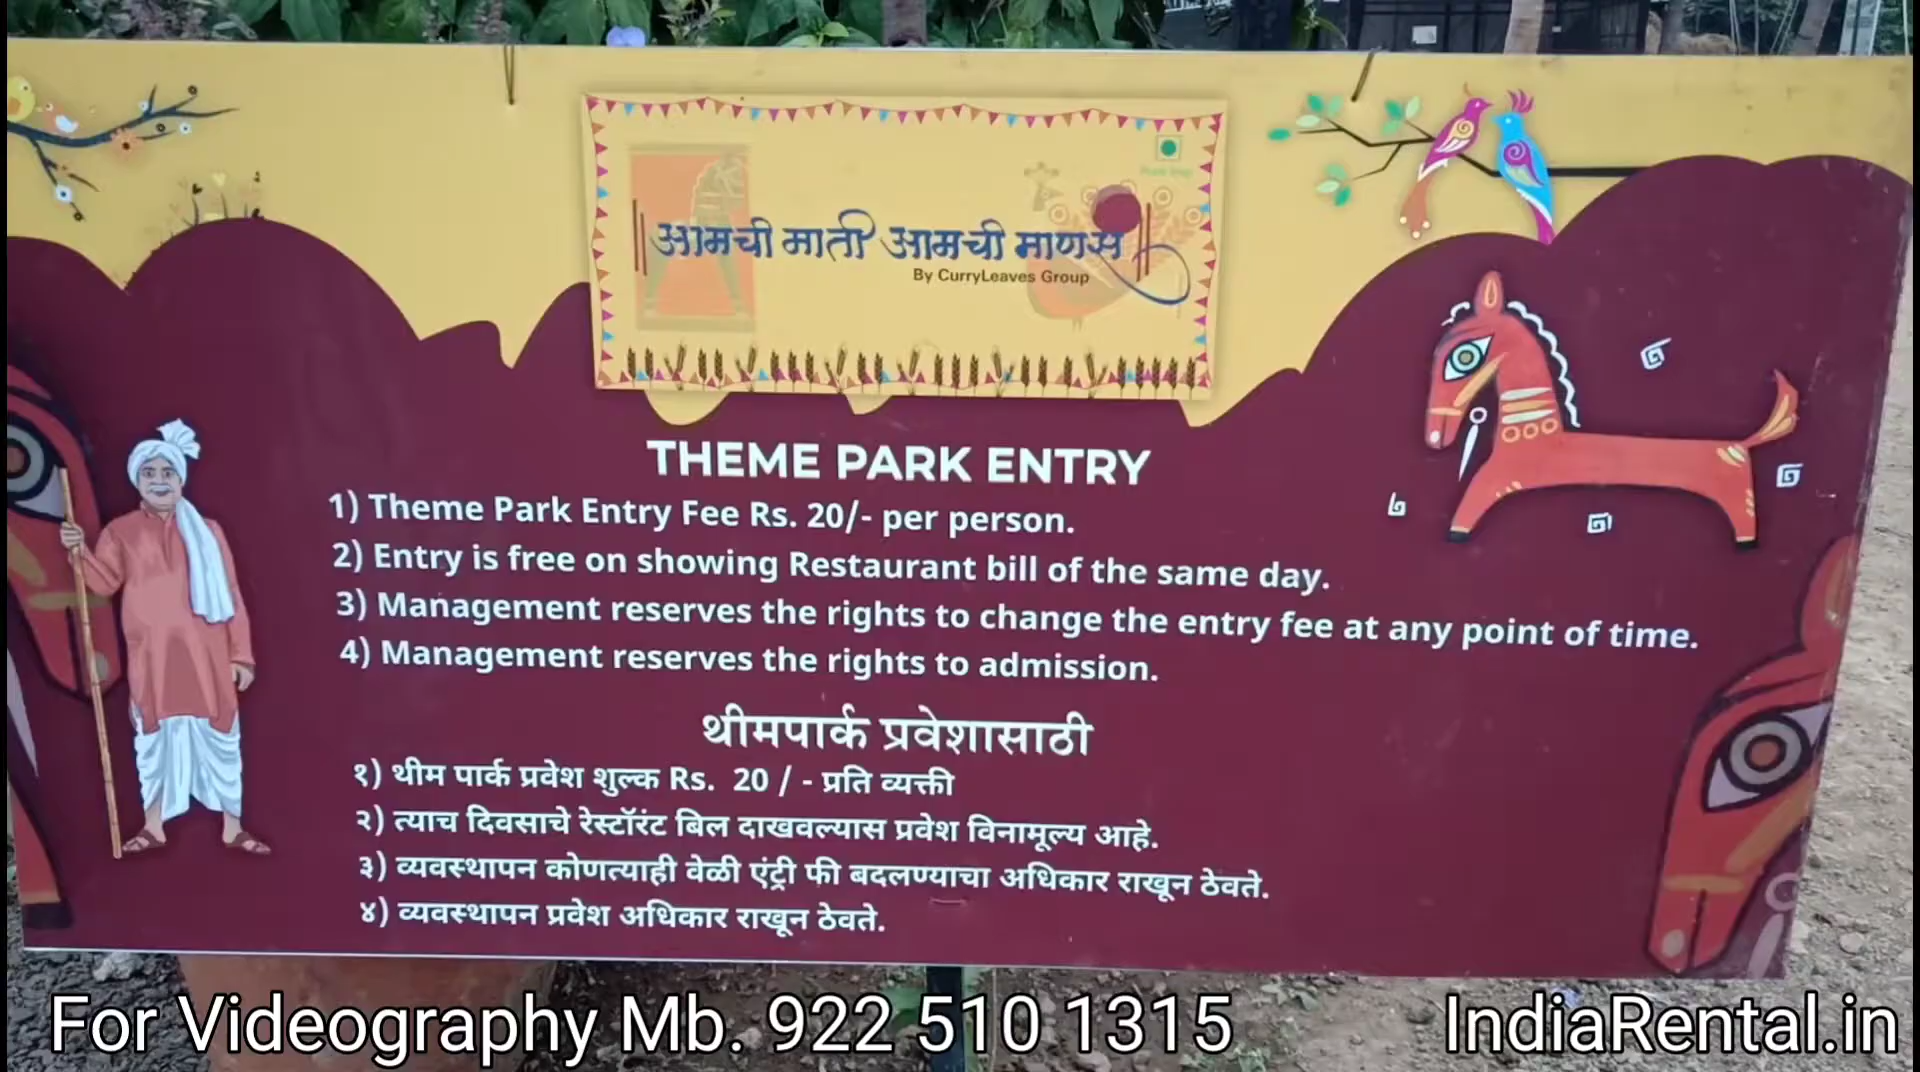 आमची माती आमची माणसं
By CurryLeaves Group
THEME PARK ENTRY
1) Theme Park Entry Fee Rs. 20/- per person.
2) Entry is free on showing Restaurant bill of the same day.
3) Management reserves the rights to change the entry fee at any point of time.
4) Management reserves the rights to admission.
थीमपार्क प्रवेशासाठी
१) थीम पार्क प्रवेश शुल्क Rs. 20 / - प्रति व्यक्ती
२) त्याच दिवसाचे रेस्टॉरंट बिल दाखवल्यास प्रवेश विनामूल्य आहे.
३) व्यवस्थापन कोणत्याही वेळी एंट्री फी बदलण्याचा अधिकार राखून ठेवते.
४) व्यवस्थापन प्रवेश अधिकार राखून ठेवते.
For Videography Mb. 922 510 1315 IndiaRental.in